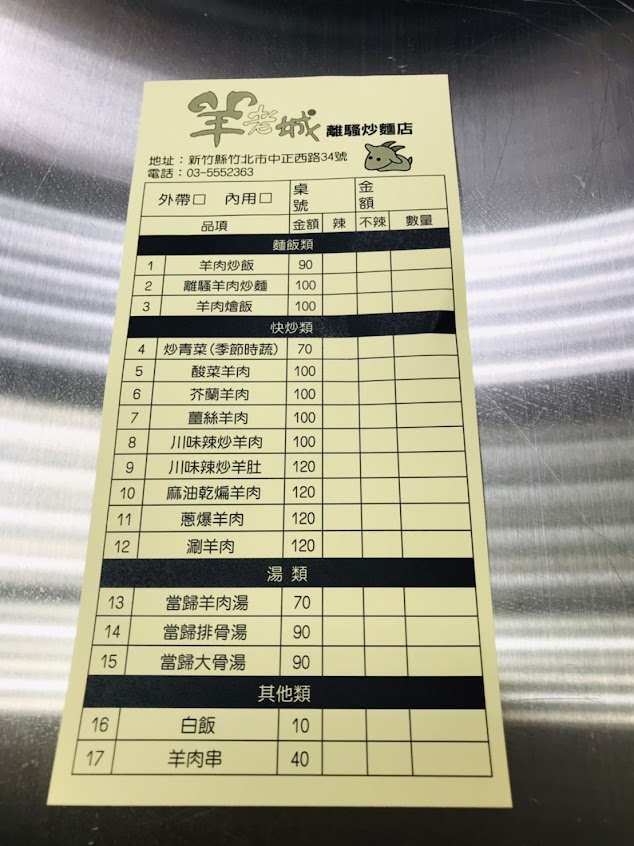 羊老城 離騷炒麵店
地址：新竹縣竹北市中正西路34號
電話：03-5552363
外帶□ 內用□ 桌號 金額
品項 金額 辣 不辣 數量
麵飯類
1 羊肉炒飯 90
2 離騷羊肉炒麵 100
3 羊肉燴飯 100
快炒類
4 炒青菜(季節時蔬) 70
5 酸菜羊肉 100
6 芥蘭羊肉 100
7 薑絲羊肉 100
8 川味辣炒羊肉 100
9 川味辣炒羊肚 120
10 麻油乾煸羊肉 120
11 蔥爆羊肉 120
12 涮羊肉 120
湯 類
13 當歸羊肉湯 70
14 當歸排骨湯 90
15 當歸大骨湯 90
其他類
16 白飯 10
17 羊肉串 40